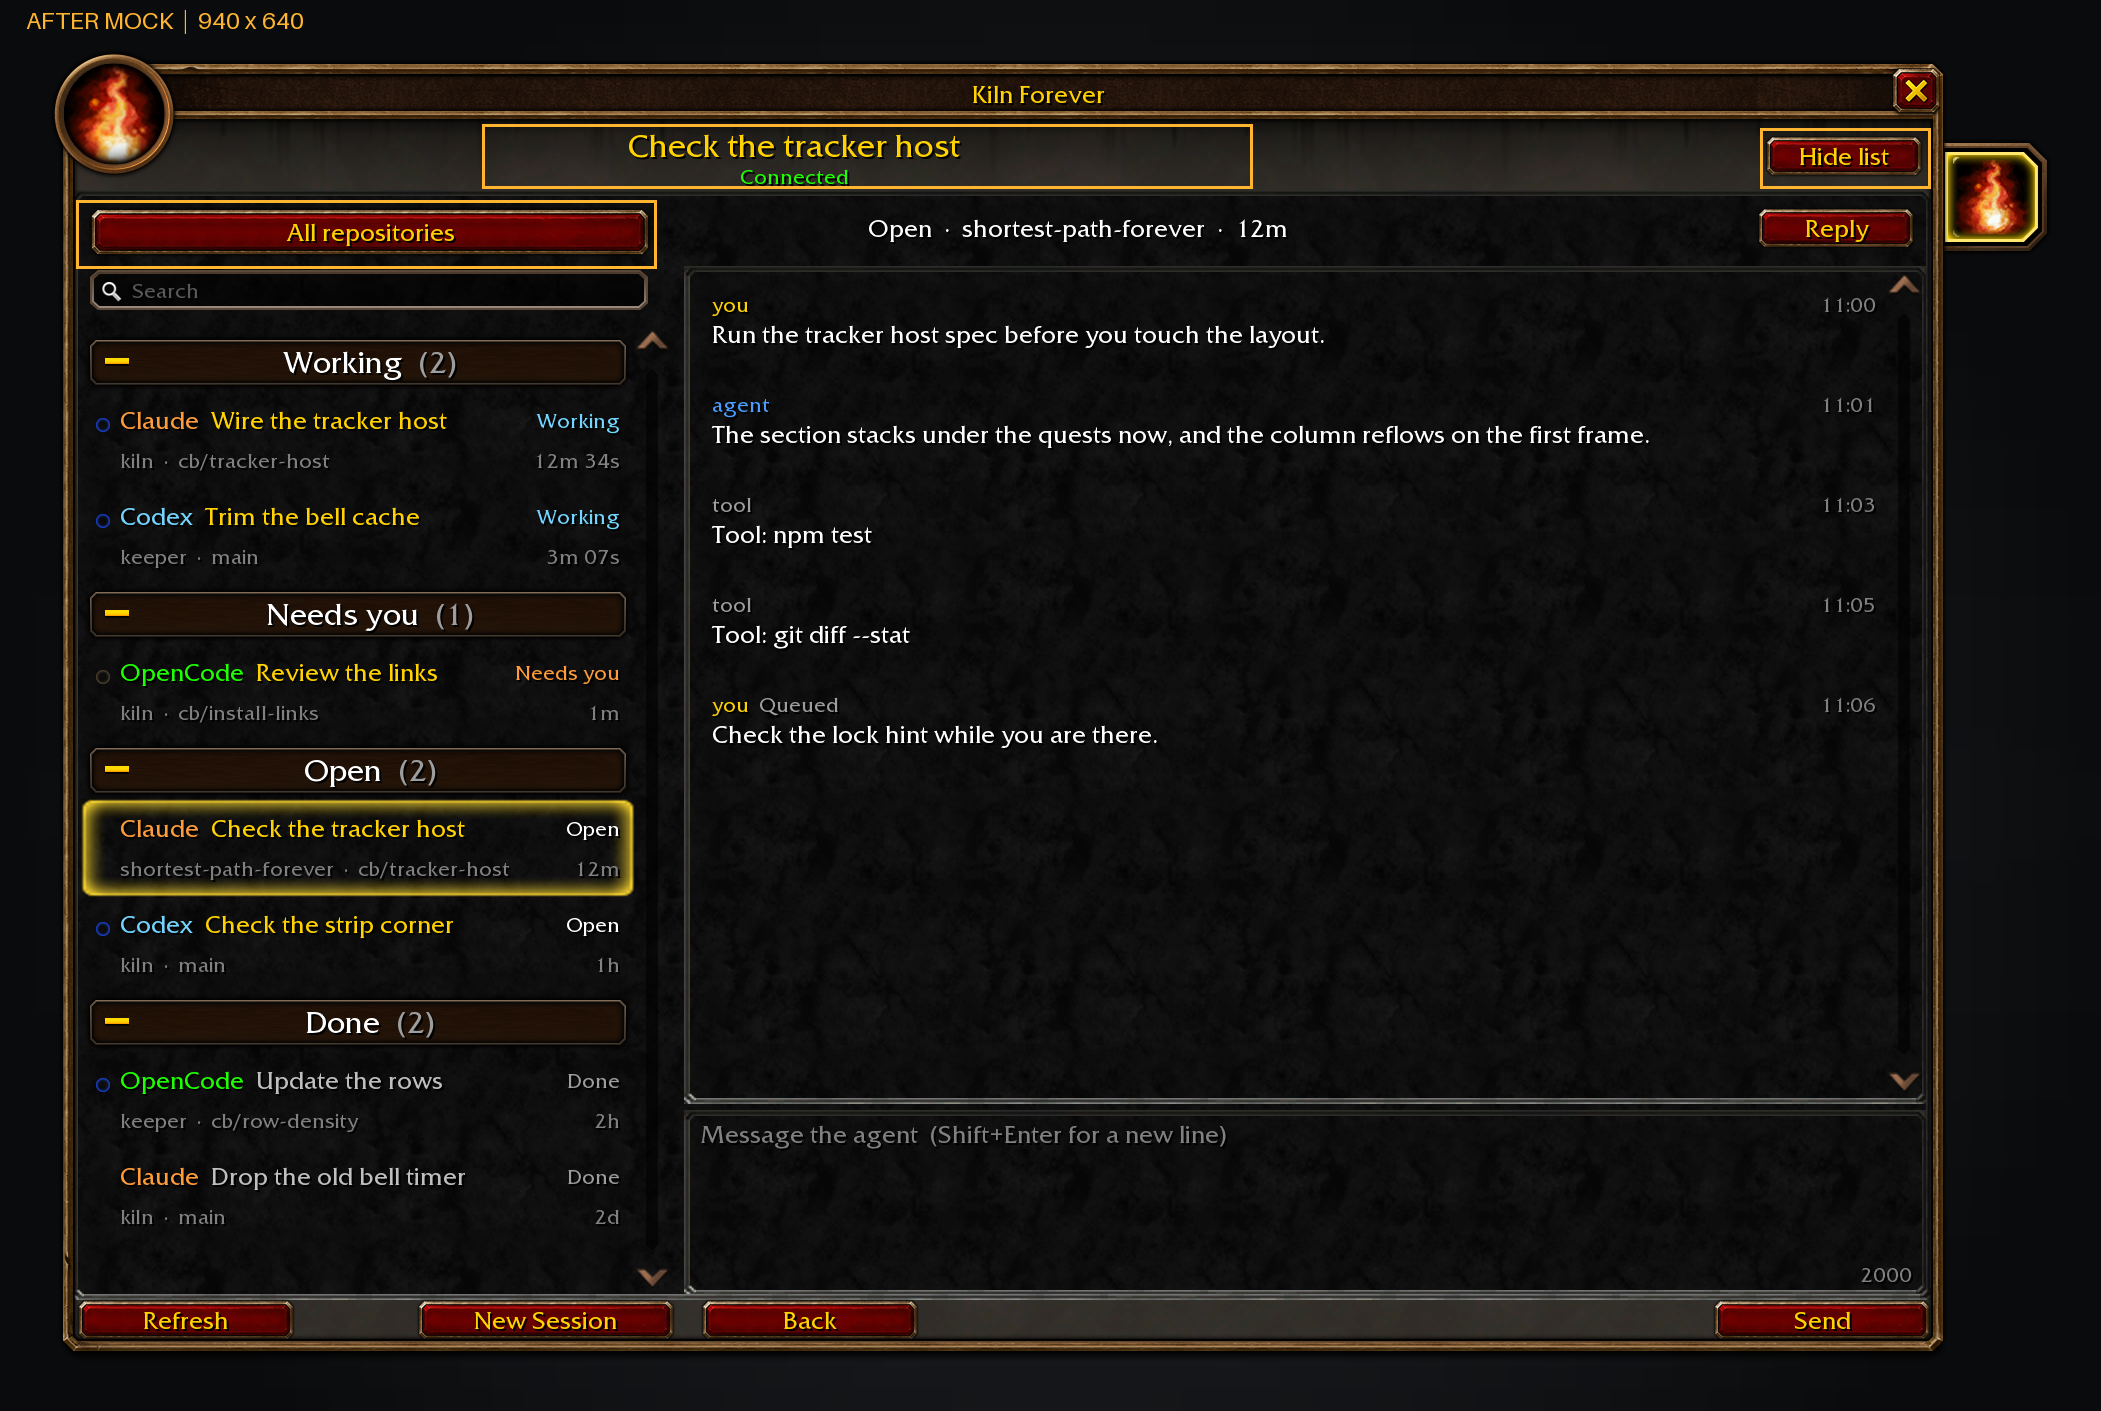 AFTER MOCK | 940 x 640
Kiln Forever
Check the tracker host
Connected
Hide list
All repositories
Search
Working (2)
Claude Wire the tracker host Working
kiln · cb/tracker-host 12m 34s
Codex Trim the bell cache Working
keeper · main 3m 07s
Needs you (1)
OpenCode Review the links Needs you
kiln · cb/install-links 1m
Open (2)
Claude Check the tracker host Open
shortest-path-forever · cb/tracker-host 12m
Codex Check the strip corner Open
kiln · main 1h
Done (2)
OpenCode Update the rows Done
keeper · cb/row-density 2h
Claude Drop the old bell timer Done
kiln · main 2d
Refresh
New Session
Open · shortest-path-forever · 12m
Reply
you 11:00
Run the tracker host spec before you touch the layout.
agent 11:01
The section stacks under the quests now, and the column reflows on the first frame.
tool 11:03
Tool: npm test
tool 11:05
Tool: git diff --stat
you Queued 11:06
Check the lock hint while you are there.
Message the agent (Shift+Enter for a new line)
2000
Back
Send